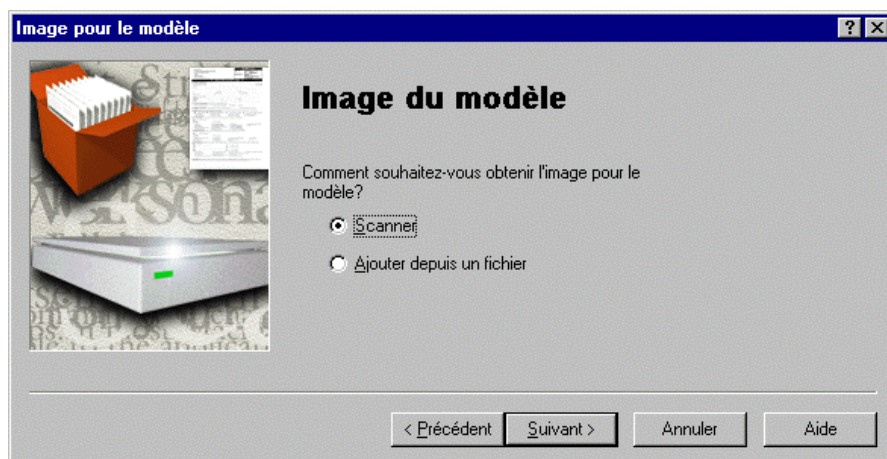 Image pour le modèle
Image du modèle
Comment souhaitez-vous obtenir l'image pour le
modèle?
Scanner
Ajouter depuis un fichier
< Précédent
Suivant >
Annuler
Aide